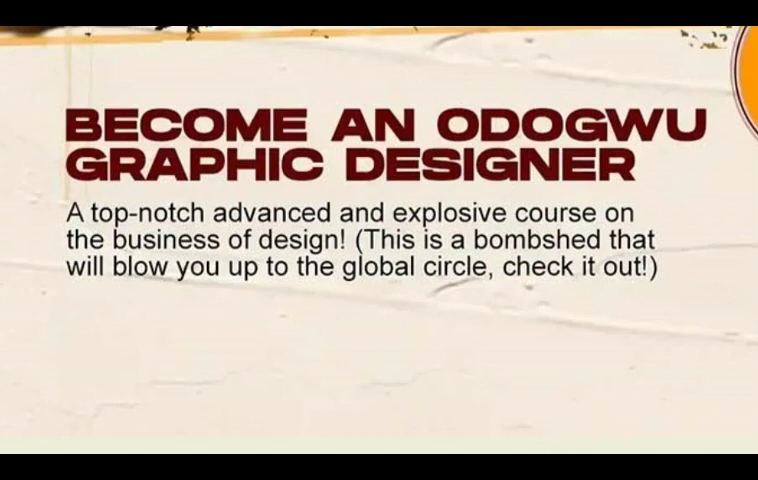 BECOME AN ODOGWU
GRAPHIC DESIGNER
A top-notch advanced and explosive course on
the business of design! (This is a bombshed that
will blow you up to the global circle, check it out!)